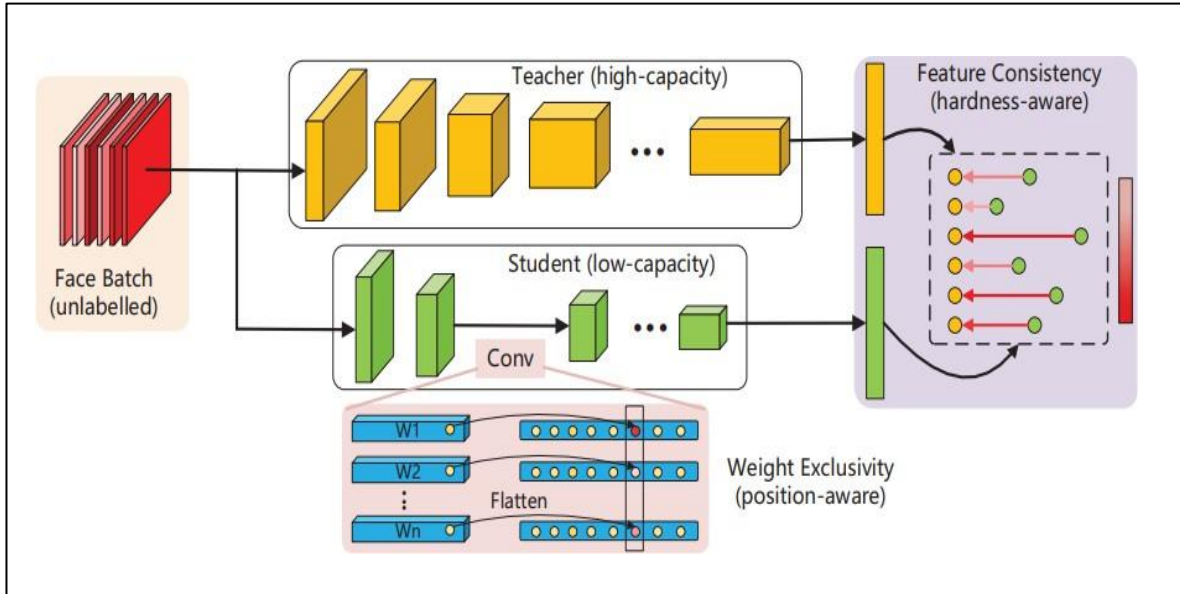 Teacher (high-capacity)
Feature Consistency
(hardness-aware)
Face Batch
(unlabelled)
Student (low-capacity)
Conv
W1
W2
Wn
Flatten
Weight Exclusivity
(position-aware)